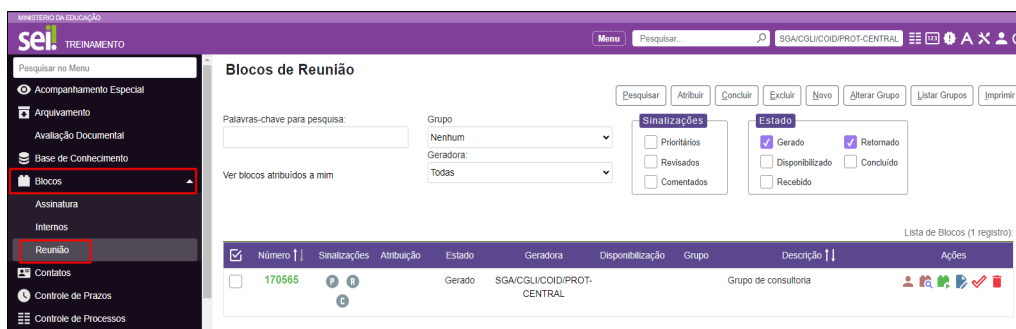 MINISTERIO DA EDUCAÇÃO
sei! TREINAMENTO
Menu Pesquisar... SGA/CGLI/COID/PROT-CENTRAL
Pesquisar no Menu
Acompanhamento Especial
Arquivamento
Avaliação Documental
Base de Conhecimento
Blocos
Assinatura
Internos
Reunião
Contatos
Controle de Prazos
Controle de Processos
Blocos de Reunião
Pesquisar Atribuir Concluir Excluir Novo Alterar Grupo Listar Grupos Imprimir
Palavras-chave para pesquisa:
Grupo
Nenhum
Geradora:
Todas
Ver blocos atribuídos a mim
Sinalizações
Prioritários
Revisados
Comentados
Estado
Gerado Retornado
Disponibilizado Concluído
Recebido
Lista de Blocos (1 registro):
Número Sinalizações Atribuição Estado Geradora Disponibilização Grupo Descrição Ações
170565 P R Gerado SGA/CGLI/COID/PROT- Grupo de consultoria
C CENTRAL